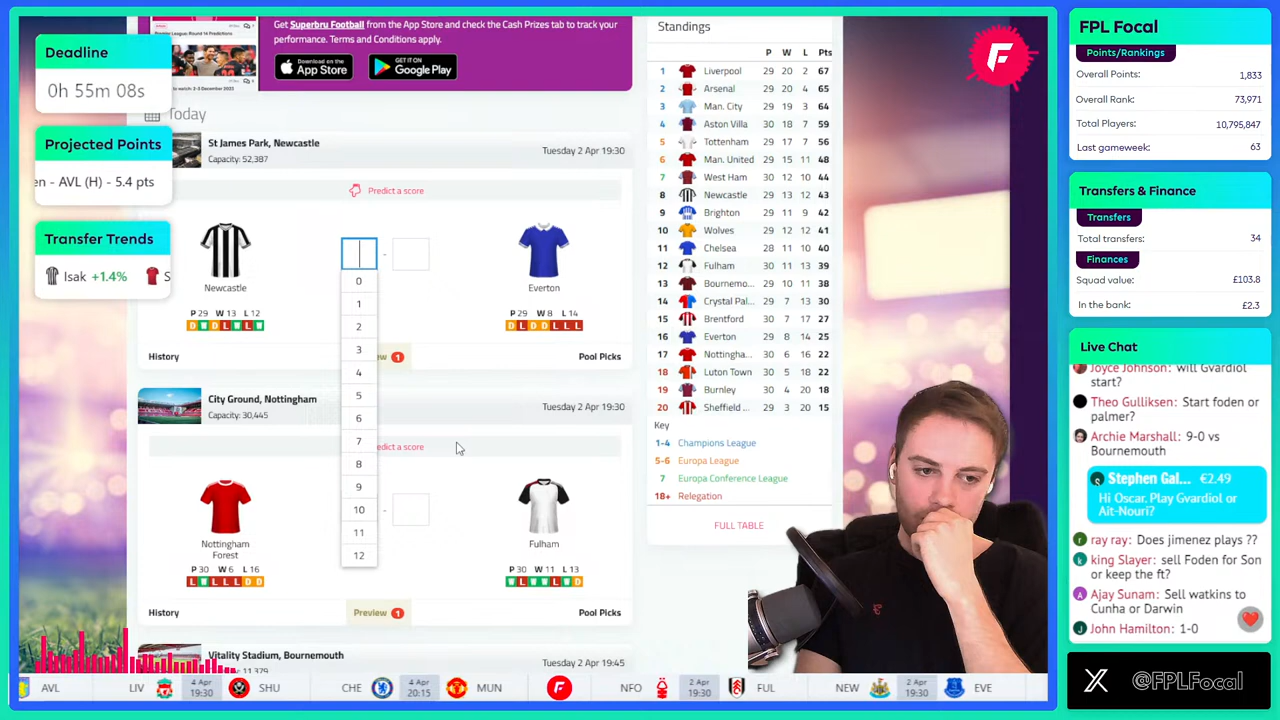 Get Superbru Football from the App Store and check the Cash Prizes tab to track your
performance. Terms and Conditions apply.
Download on the
App Store
GET IT ON
Google Play
Deadline
0h 55m 08s
Projected Points
en - AVL (H) - 5.4 pts
Transfer Trends
Isak +1.4%
S
Today
St James Park, Newcastle
Capacity: 52,387
Tuesday 2 Apr 19:30
Predict a score
-
Newcastle
Everton
P 29 W 13 L 12
D W D L W L W
P 29 W 8 L 14
D L D D L L L
0
1
2
3
4
5
6
7
8
9
10
11
12
History
ew 1
Pool Picks
City Ground, Nottingham
Capacity: 30,445
Tuesday 2 Apr 19:30
edict a score
-
Nottingham
Forest
Fulham
P 30 W 6 L 16
P 30 W 11 L 13
History
Preview 1
Pool Picks
Vitality Stadium, Bournemouth
Tuesday 2 Apr 19:45
Standings
P W L Pts
1 Liverpool 29 20 2 67
2 Arsenal 29 20 4 65
3 Man. City 29 19 3 64
4 Aston Villa 30 18 7 59
5 Tottenham 29 17 7 56
6 Man. United 29 15 11 48
7 West Ham 30 12 10 44
8 Newcastle 29 13 12 43
9 Brighton 29 11 9 42
10 Wolves 29 12 12 41
11 Chelsea 28 11 10 40
12 Fulham 30 11 13 39
13 Bournemo... 29 10 11 38
14 Crystal Pal... 29 7 13 30
15 Brentford 30 7 17 27
16 Everton 29 8 14 25
17 Nottingha... 30 6 16 22
18 Luton Town 30 5 18 22
19 Burnley 30 4 20 18
20 Sheffield ... 29 3 20 15
Key
1-4 Champions League
5-6 Europa League
7 Europa Conference League
18+ Relegation
FULL TABLE
F
FPL Focal
Points/Rankings
Overall Points: 1,833
Overall Rank: 73,971
Total Players: 10,795,847
Last gameweek: 63
Transfers & Finance
Transfers
Total transfers: 34
Finances
Squad value: £103.8
In the bank: £2.3
Live Chat
Joyce Johnson: will Gvardiol
start?
Theo Gulliksen: Start foden or
palmer?
Archie Marshall: 9-0 vs
Bournemouth
Stephen Gal... €2.49
Hi Oscar. Play Gvardiol or
Ait-Nouri?
ray ray: Does jimenez plays ??
king Slayer: sell Foden for Son
or keep the ft?
Ajay Sunam: Sell watkins to
Cunha or Darwin
John Hamilton: 1-0
X @FPLFocal
AVL LIV 4 Apr 19:30 SHU CHE 4 Apr 20:15 MUN F NFO 2 Apr 19:30 FUL NEW 2 Apr 19:30 EVE